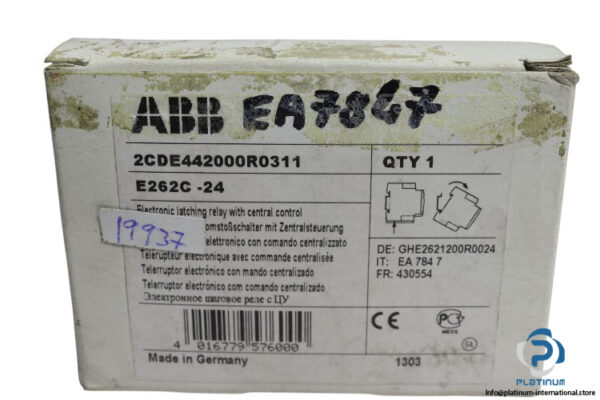 ABB EA7847
2CDE442000R0311
QTY 1
E262C -24
Electronic latching relay with central control
omstoßschalter mit Zentralsteuerung
elettronico con comando centralizzato
Télérupteur électronique avec commande centralisée
Telerruptor electrónico con mando centralizado
Telerruptor electrónico com comando centralizado
Электронное шаговое реле с ЦУ
19937
DE: GHE2621200R0024
IT: EA 784 7
FR: 430554
4 016779 576000
CE
Made in Germany
1303
PLATINUM
info@platinum-international.store